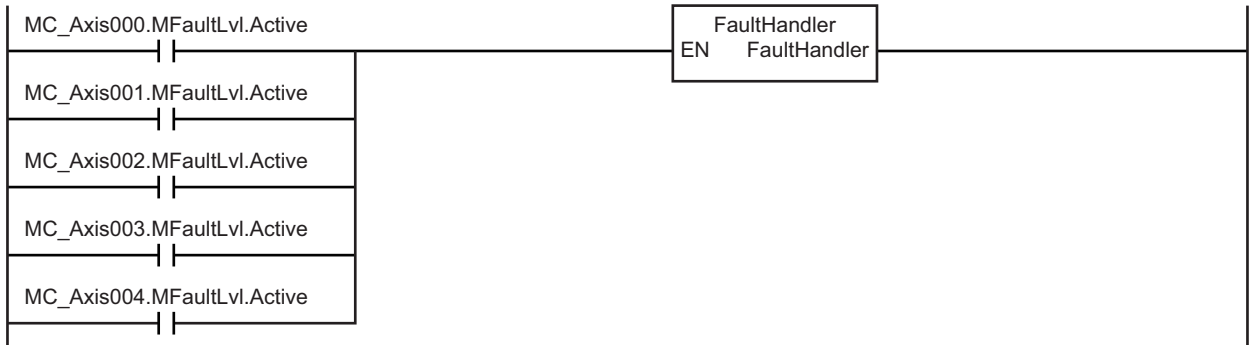 MC_Axis000.MFaultLvl.Active
FaultHandler
EN FaultHandler
MC_Axis001.MFaultLvl.Active
MC_Axis002.MFaultLvl.Active
MC_Axis003.MFaultLvl.Active
MC_Axis004.MFaultLvl.Active